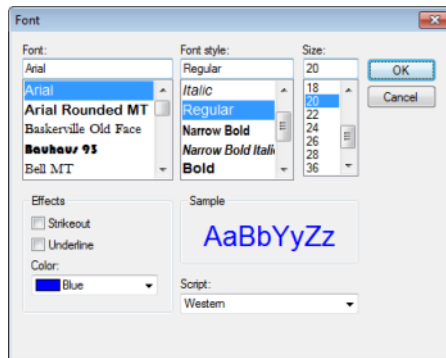 Font
Font:
Arial
Arial
Arial Rounded MT
Baskerville Old Face
Bauhaus 93
Bell MT
Font style:
Regular
Italic
Regular
Narrow Bold
Narrow Bold Itali
Bold
Size:
20
18
20
22
24
26
28
36
OK
Cancel
Effects
Strikeout
Underline
Color:
Blue
Sample
AaBbYyZz
Script:
Western